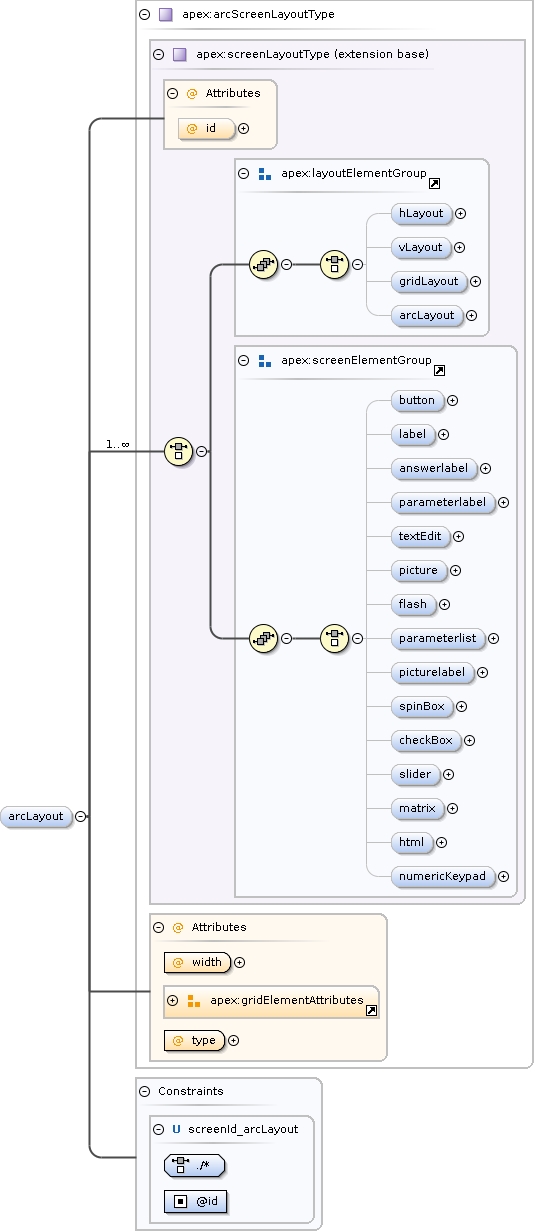 apex:arcScreenLayoutType
apex:screenLayoutType (extension base)
@ Attributes
@ id
apex:layoutElementGroup
hLayout
vLayout
gridLayout
arcLayout
apex:screenElementGroup
button
label
answerlabel
parameterlabel
textEdit
picture
flash
parameterlist
picturelabel
spinBox
checkBox
slider
matrix
html
numericKeypad
1..∞
arcLayout
@ Attributes
@ width
apex:gridElementAttributes
@ type
Constraints
U screenId_arcLayout
./*
@id